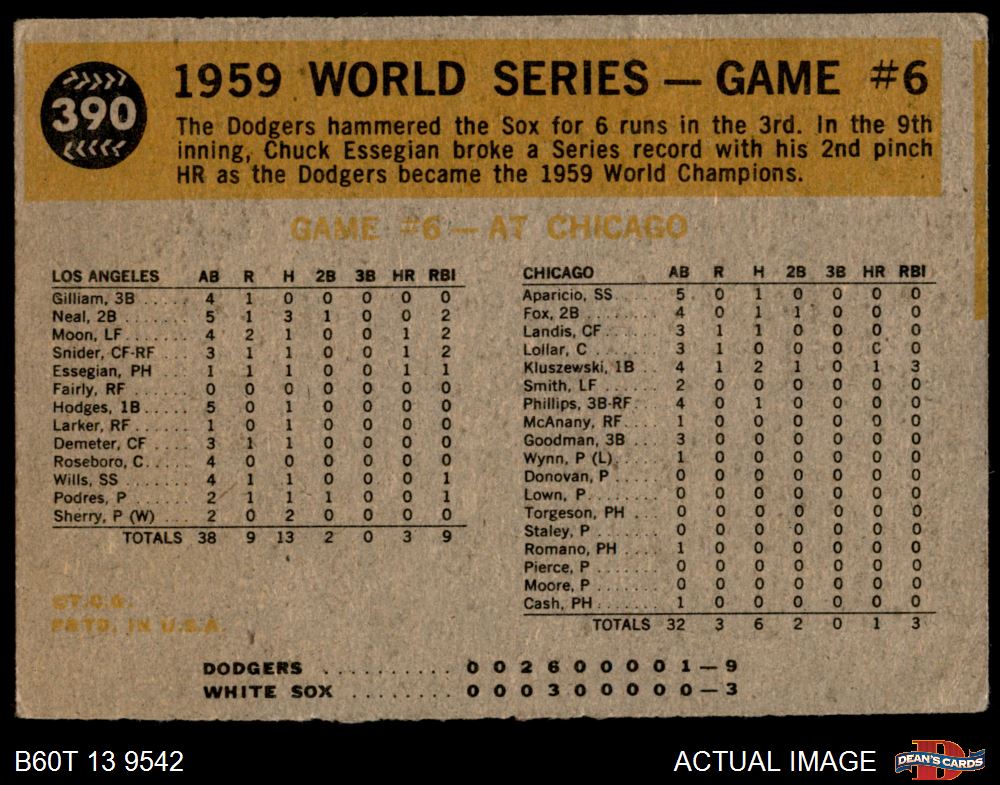 390
1959 WORLD SERIES — GAME #6
The Dodgers hammered the Sox for 6 runs in the 3rd. In the 9th
inning, Chuck Essegian broke a Series record with his 2nd pinch
HR as the Dodgers became the 1959 World Champions.
GAME #6 — AT CHICAGO
LOS ANGELES AB R H 2B 3B HR RBI
Gilliam, 3B ..... 4 1 0 0 0 0 0
Neal, 2B ....... 5 1 3 1 0 0 2
Moon, LF ....... 4 2 1 0 0 1 2
Snider, CF-RF .... 3 1 1 0 0 1 2
Essegian, PH .... 1 1 1 0 0 1 1
Fairly, RF ...... 0 0 0 0 0 0 0
Hodges, 1B ..... 5 0 1 0 0 0 0
Larker, RF ...... 1 0 1 0 0 0 0
Demeter, CF .... 3 1 1 0 0 0 0
Roseboro, C ..... 4 0 0 0 0 0 0
Wills, SS ....... 4 1 1 0 0 0 1
Podres, P ....... 2 1 1 1 0 0 1
Sherry, P (W) ... 2 0 2 0 0 0 0
TOTALS 38 9 13 2 0 3 9
©T.C.G.
PRTD. IN U.S.A.
CHICAGO AB R H 2B 3B HR RBI
Aparicio, SS .... 5 0 1 0 0 0 0
Fox, 2B ........ 4 0 1 1 0 0 0
Landis, CF ...... 3 1 1 0 0 0 0
Lollar, C ....... 3 1 0 0 0 0 0
Kluszewski, 1B .. 4 1 2 1 0 1 3
Smith, LF ...... 2 0 0 0 0 0 0
Phillips, 3B-RF ... 4 0 1 0 0 0 0
McAnany, RF .... 1 0 0 0 0 0 0
Goodman, 3B .... 3 0 0 0 0 0 0
Wynn, P (L) ..... 1 0 0 0 0 0 0
Donovan, P ..... 0 0 0 0 0 0 0
Lown, P ........ 0 0 0 0 0 0 0
Torgeson, PH ... 0 0 0 0 0 0 0
Staley, P ....... 0 0 0 0 0 0 0
Romano, PH .... 1 0 0 0 0 0 0
Pierce, P ....... 0 0 0 0 0 0 0
Moore, P ....... 0 0 0 0 0 0 0
Cash, PH ....... 1 0 0 0 0 0 0
TOTALS 32 3 6 2 0 1 3
DODGERS .......... 0 0 2 6 0 0 0 0 1 — 9
WHITE SOX ........ 0 0 0 3 0 0 0 0 0 — 3
B60T 13 9542
ACTUAL IMAGE
DEAN'S CARDS